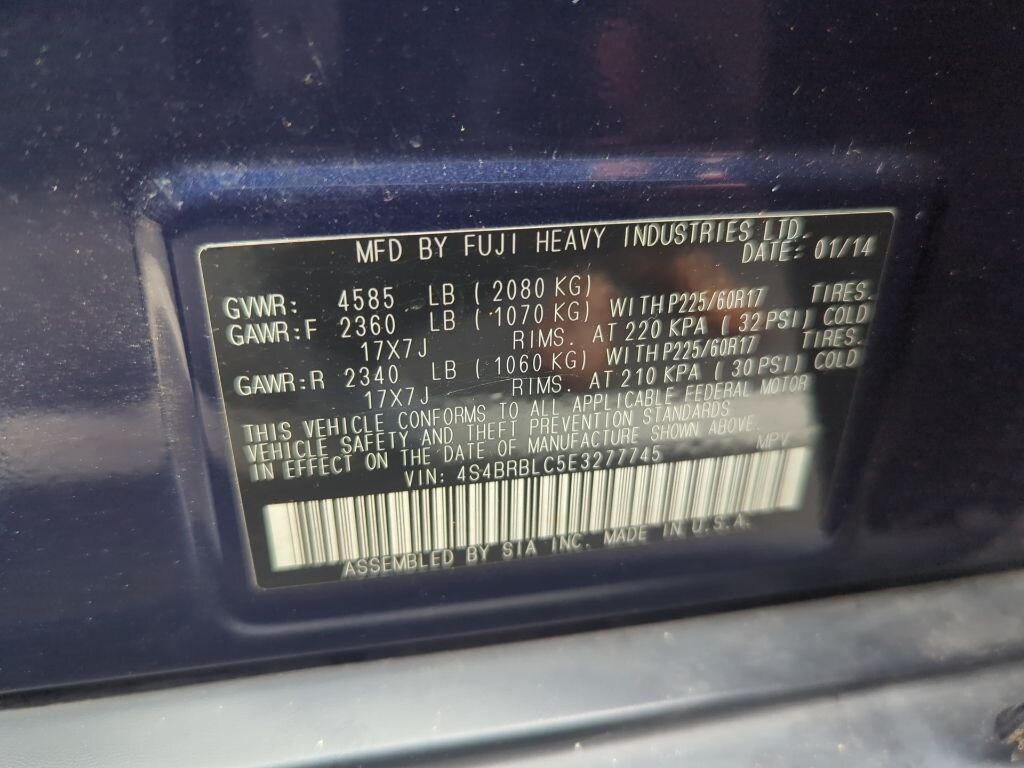 MFD BY FUJI HEAVY INDUSTRIES LTD.
DATE: 01/14
GVWR: 4585 LB ( 2080 KG)
GAWR:F 2360 LB ( 1070 KG) WITH P225/60R17 TIRES.
17X7J RIMS. AT 220 KPA ( 32 PSI) COLD
GAWR:R 2340 LB ( 1060 KG) WITH P225/60R17 TIRES.
17X7J RIMS. AT 210 KPA ( 30 PSI) COLD
THIS VEHICLE CONFORMS TO ALL APPLICABLE FEDERAL MOTOR
VEHICLE SAFETY AND THEFT PREVENTION STANDARDS
IN EFFECT ON THE DATE OF MANUFACTURE SHOWN ABOVE.
VIN: 4S4BRBLC5E3277745 MPV
ASSEMBLED BY SIA INC. MADE IN U.S.A.